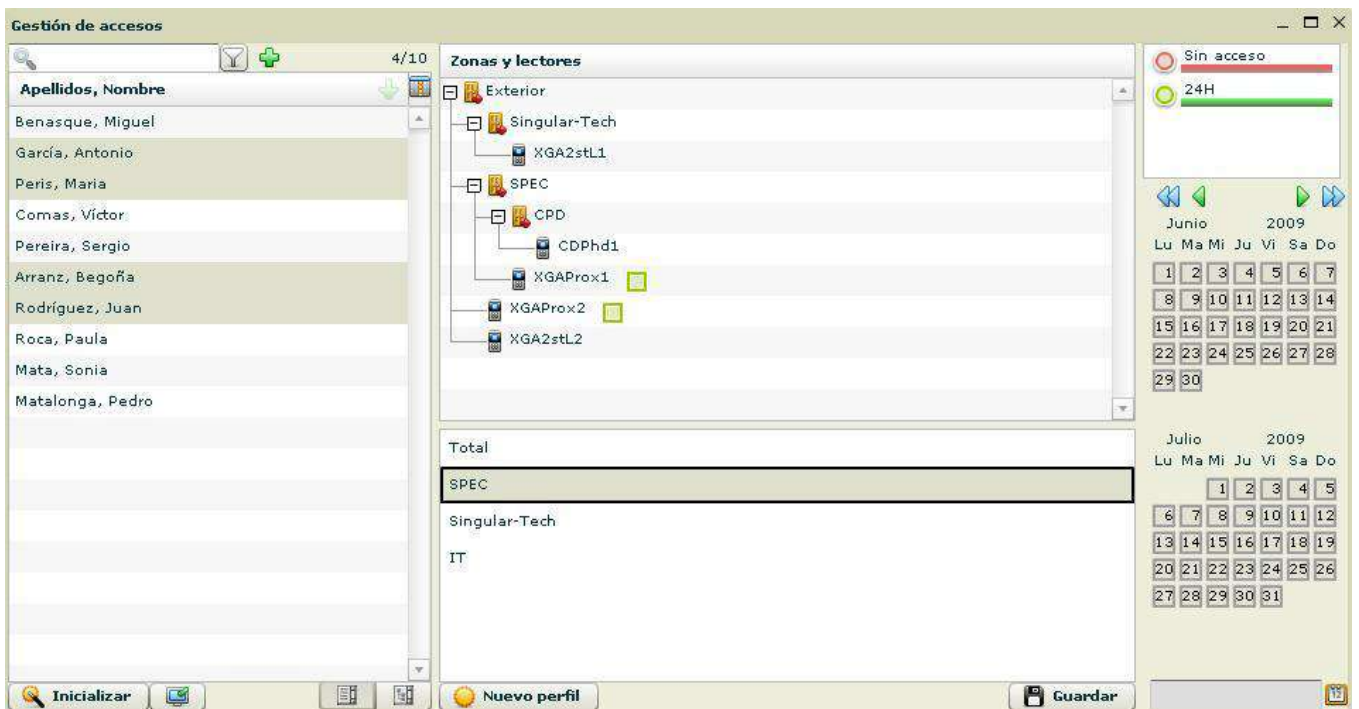 Gestión de accesos
4/10
Apellidos, Nombre
Benasque, Miguel
García, Antonio
Peris, Maria
Comas, Víctor
Pereira, Sergio
Arranz, Begoña
Rodríguez, Juan
Roca, Paula
Mata, Sonia
Matalonga, Pedro
Inicializar
Zonas y lectores
Exterior
Singular-Tech
XGA2stL1
SPEC
CPD
CDPhd1
XGAProx1
XGAProx2
XGA2stL2
Total
SPEC
Singular-Tech
IT
Nuevo perfil
Guardar
Sin acceso
24H
Junio 2009
Lu Ma Mi Ju Vi Sa Do
1 2 3 4 5 6 7
8 9 10 11 12 13 14
15 16 17 18 19 20 21
22 23 24 25 26 27 28
29 30
Julio 2009
Lu Ma Mi Ju Vi Sa Do
1 2 3 4 5
6 7 8 9 10 11 12
13 14 15 16 17 18 19
20 21 22 23 24 25 26
27 28 29 30 31
12